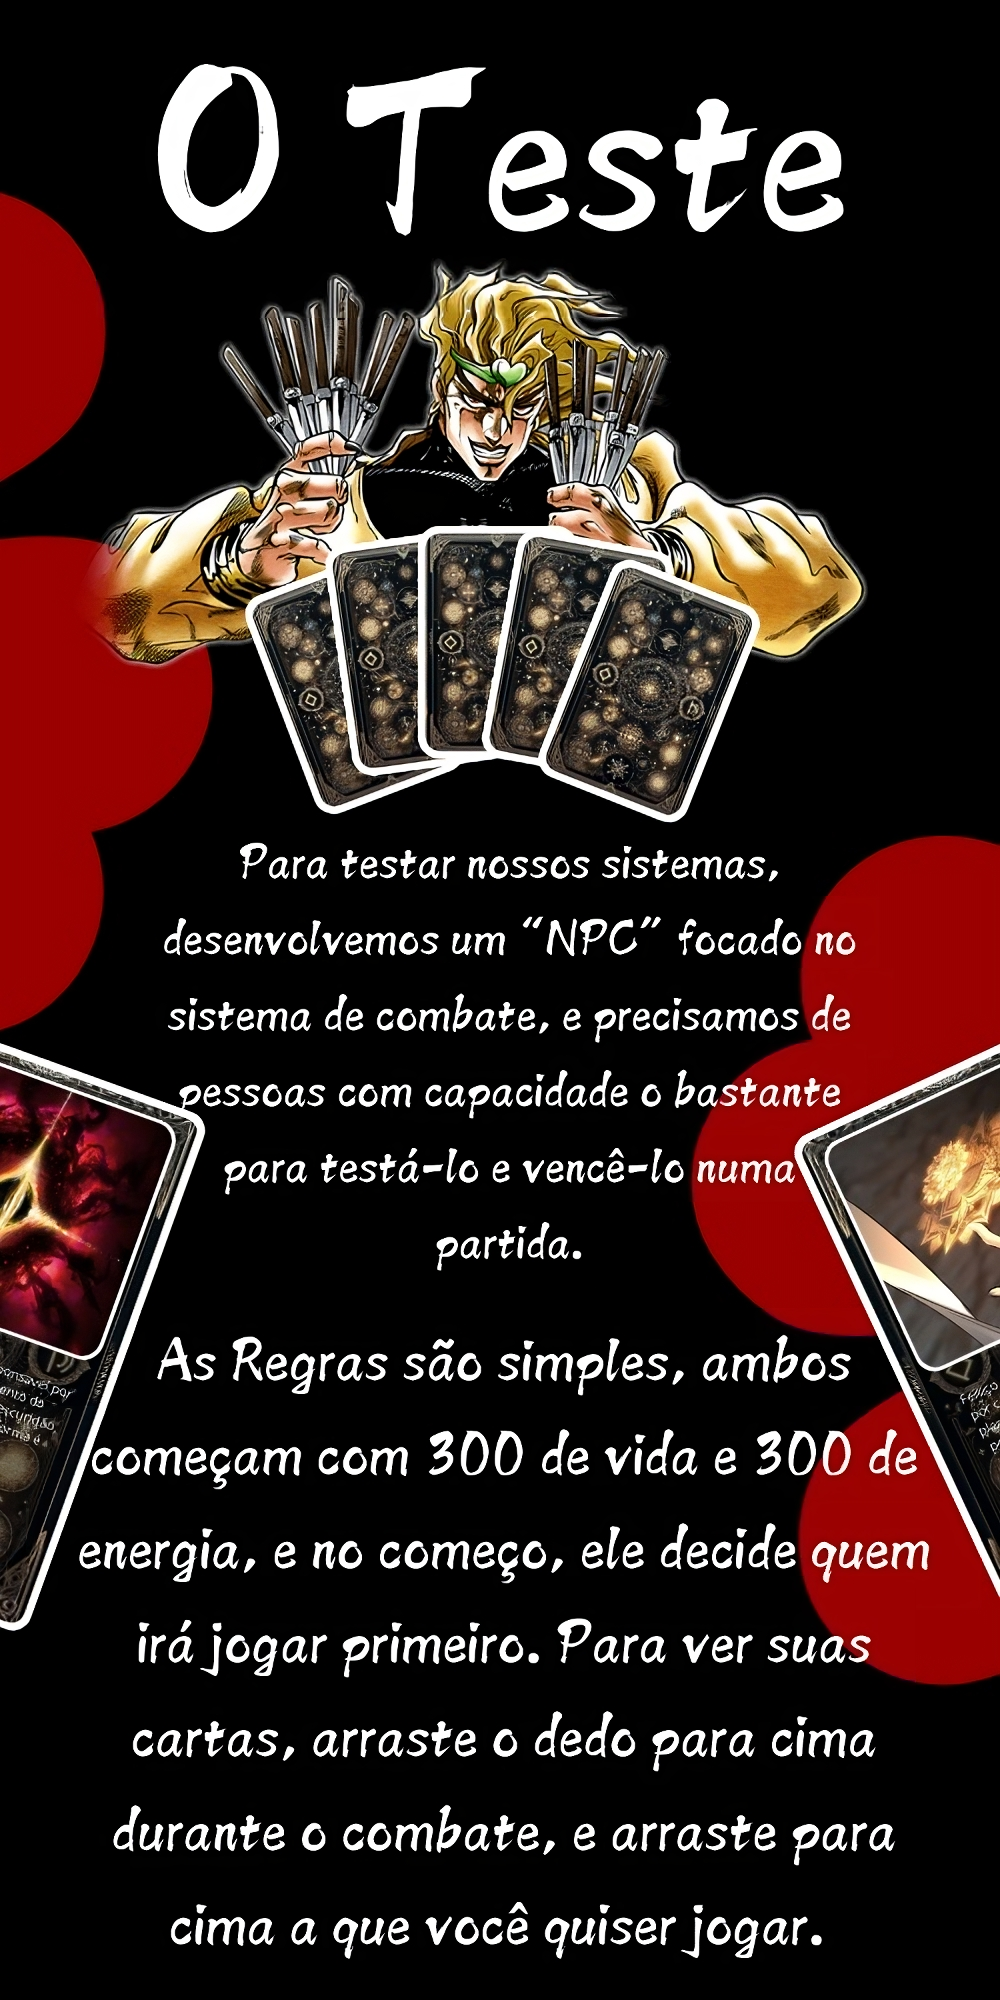 O Teste
Para testar nossos sistemas,
desenvolvemos um “NPC” focado no
sistema de combate, e precisamos de
pessoas com capacidade o bastante
para testá-lo e vencê-lo numa
partida.
As Regras são simples, ambos
começam com 300 de vida e 300 de
energia, e no começo, ele decide quem
irá jogar primeiro. Para ver suas
cartas, arraste o dedo para cima
durante o combate, e arraste para
cima a que você quiser jogar.